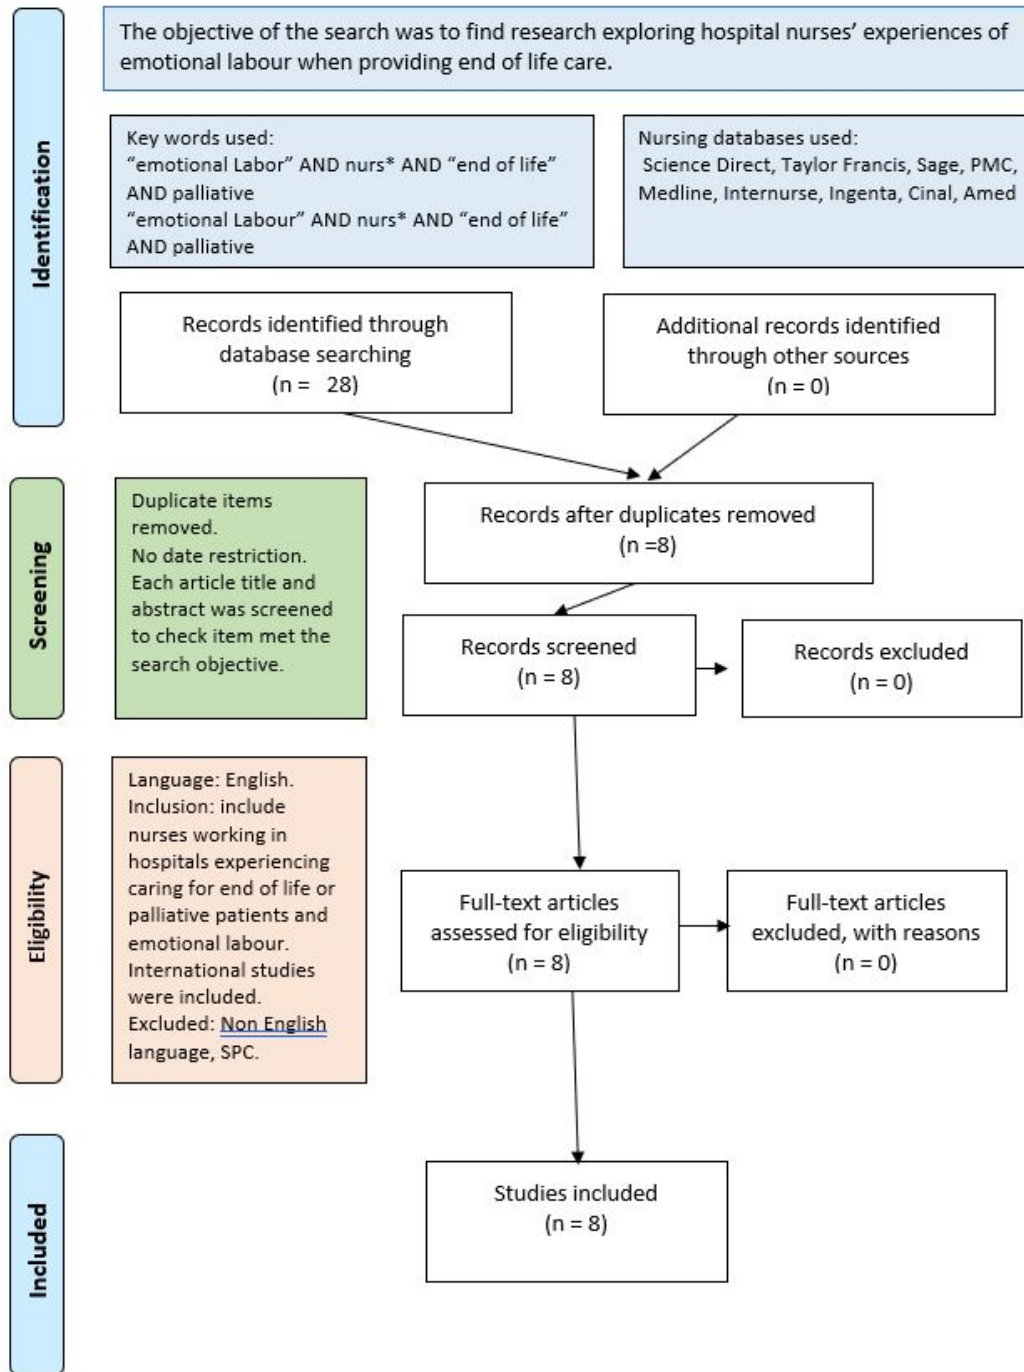 Identification
The objective of the search was to find research exploring hospital nurses’ experiences of
emotional labour when providing end of life care.
Key words used:
“emotional Labor” AND nurs* AND “end of life”
AND palliative
“emotional Labour” AND nurs* AND “end of life”
AND palliative
Nursing databases used:
Science Direct, Taylor Francis, Sage, PMC,
Medline, Internurse, Ingenta, Cinal, Amed
Records identified through
database searching
(n = 28)
Additional records identified
through other sources
(n = 0)
Screening
Duplicate items
removed.
No date restriction.
Each article title and
abstract was screened
to check item met the
search objective.
Records after duplicates removed
(n =8)
Records screened
(n = 8)
Records excluded
(n = 0)
Eligibility
Language: English.
Inclusion: include
nurses working in
hospitals experiencing
caring for end of life or
palliative patients and
emotional labour.
International studies
were included.
Excluded: Non English
language, SPC.
Full-text articles
assessed for eligibility
(n = 8)
Full-text articles
excluded, with reasons
(n = 0)
Included
Studies included
(n = 8)